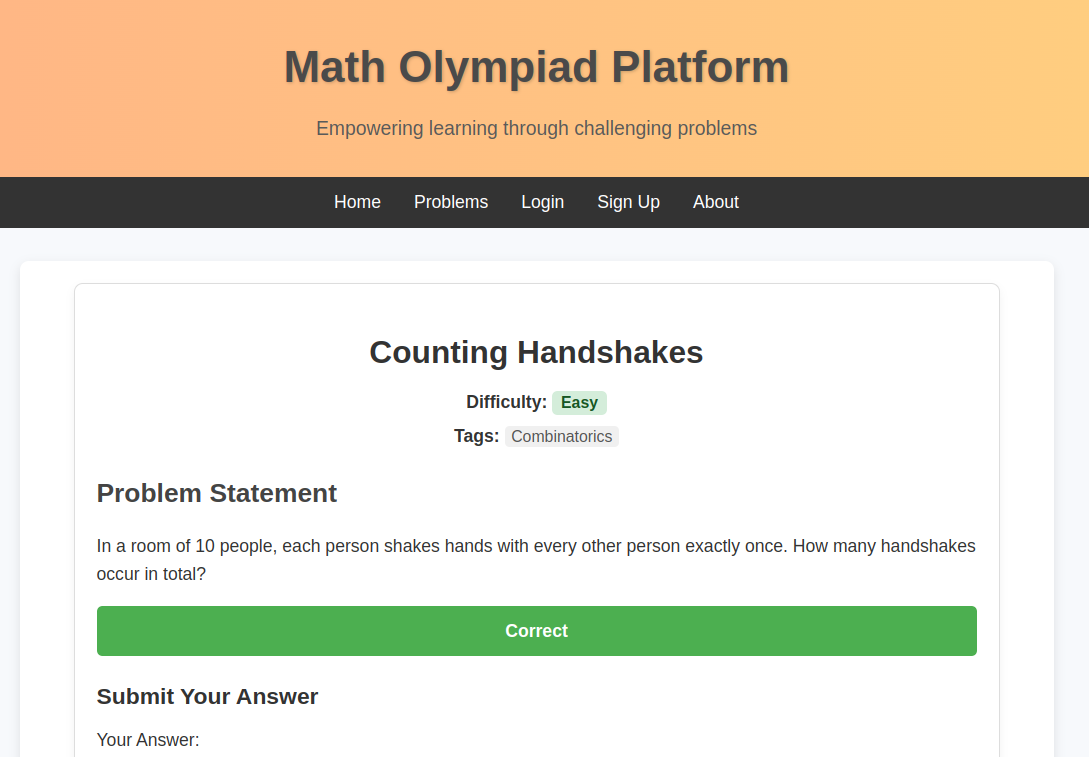 Math Olympiad Platform
Empowering learning through challenging problems
Home Problems Login Sign Up About
Counting Handshakes
Difficulty: Easy
Tags: Combinatorics
Problem Statement
In a room of 10 people, each person shakes hands with every other person exactly once. How many handshakes
occur in total?
Correct
Submit Your Answer
Your Answer: